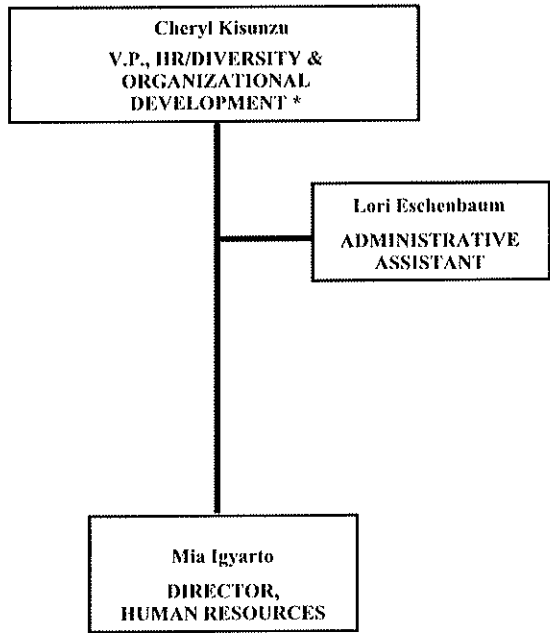 Cheryl Kisunzu
V.P., HR/DIVERSITY &
ORGANIZATIONAL
DEVELOPMENT *
Lori Eschenbaum
ADMINISTRATIVE
ASSISTANT
Mia Igyarto
DIRECTOR,
HUMAN RESOURCES